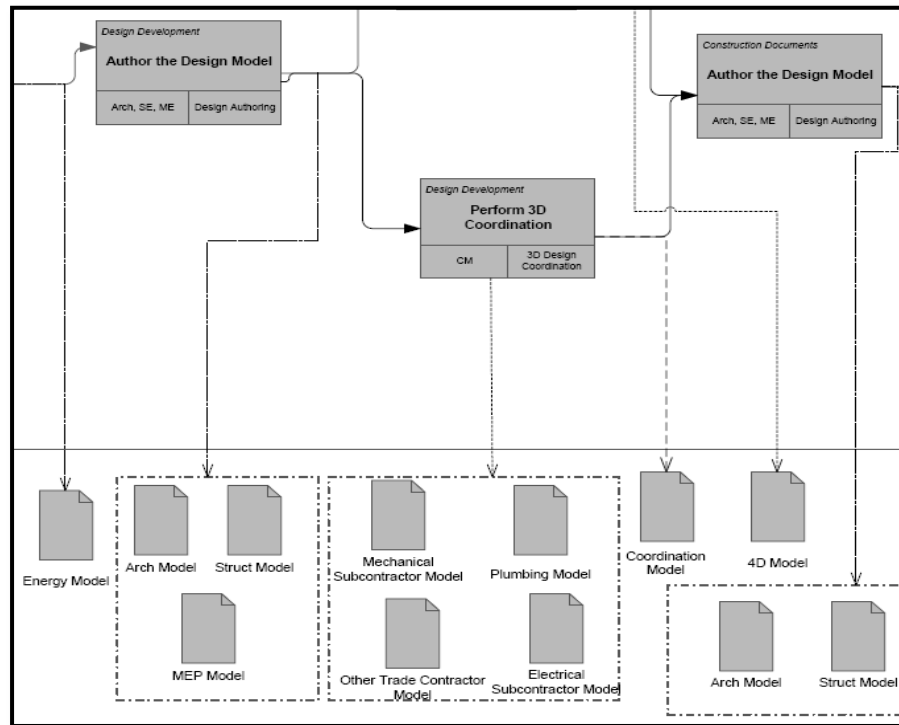 Design Development
Author the Design Model
Arch, SE, ME
Design Authoring
Construction Documents
Author the Design Model
Arch, SE, ME
Design Authoring
Design Development
Perform 3D
Coordination
CM
3D Design
Coordination
Energy Model
Arch Model
Struct Model
MEP Model
Mechanical
Subcontractor Model
Plumbing Model
Other Trade Contractor
Model
Electrical
Subcontractor Model
Coordination
Model
4D Model
Arch Model
Struct Model